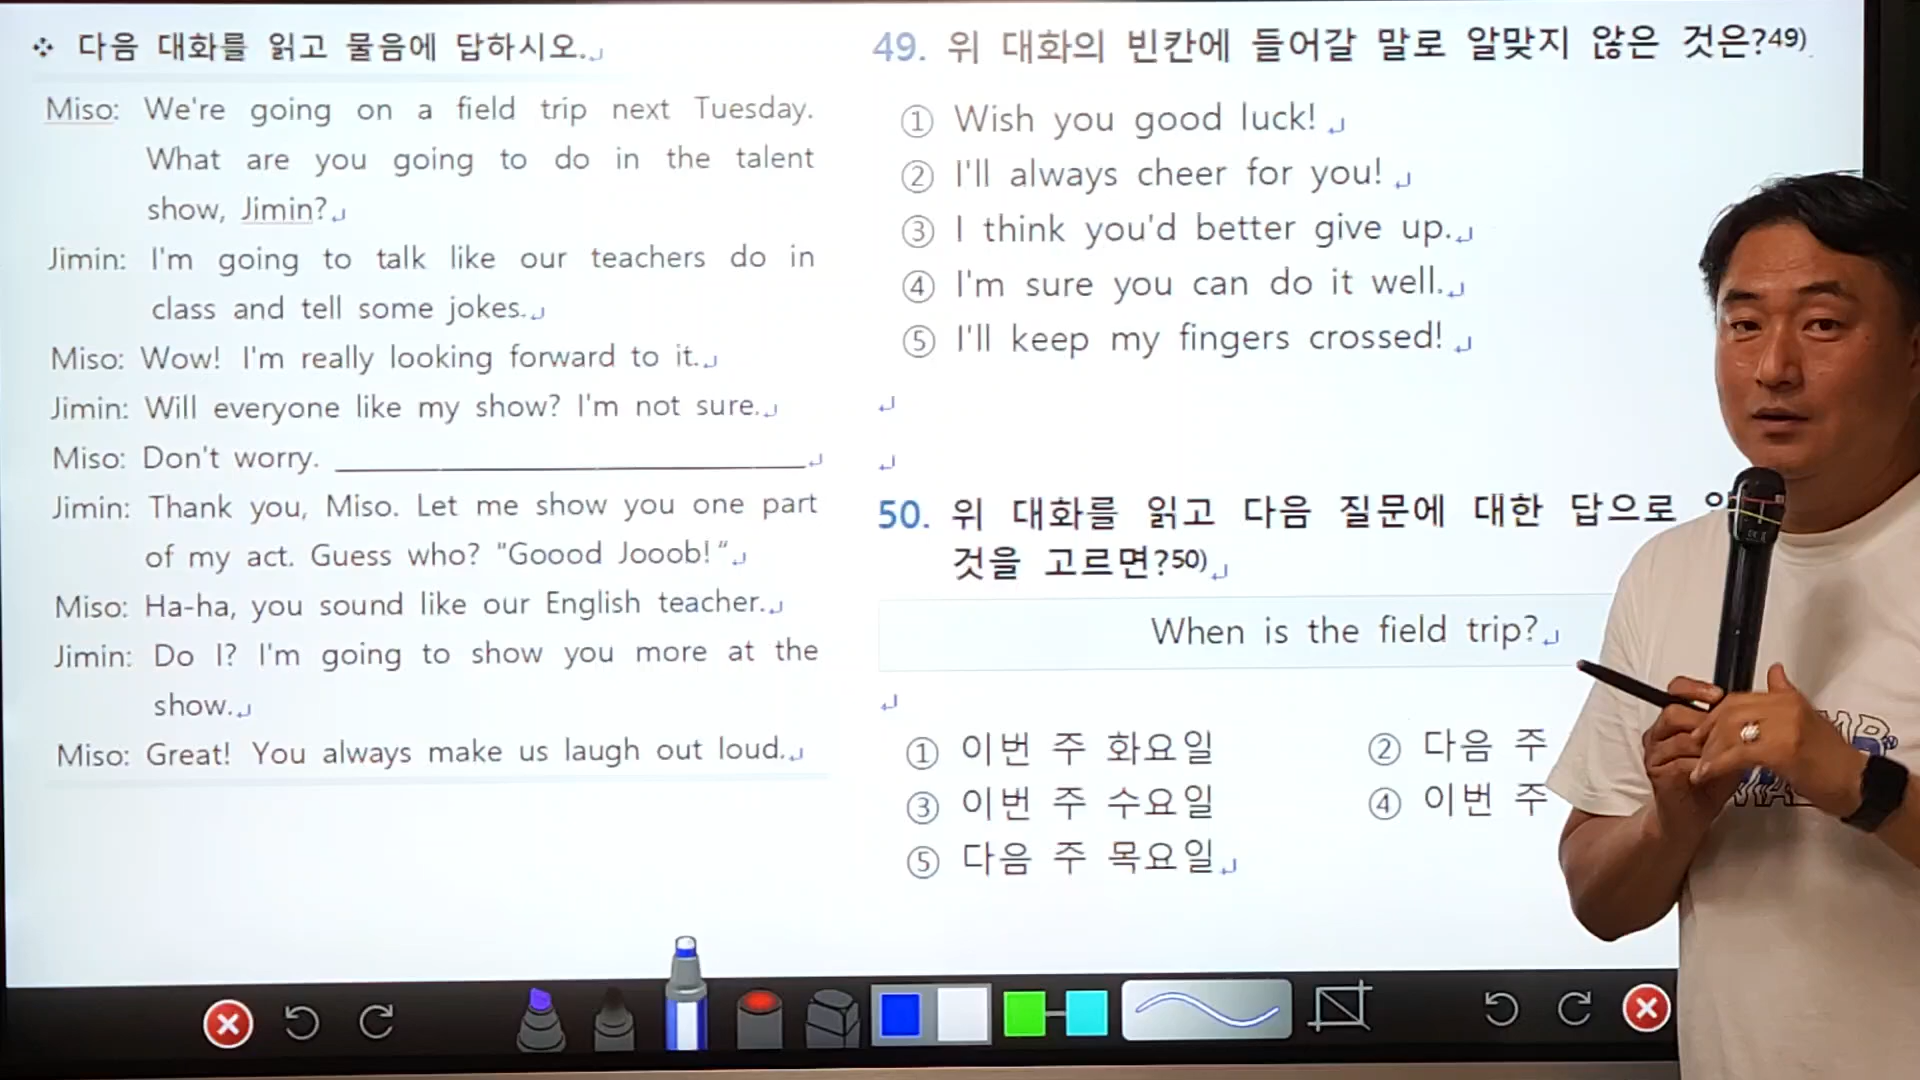 다음 대화를 읽고 물음에 답하시오.
Miso: We're going on a field trip next Tuesday.
What are you going to do in the talent
show, Jimin?
Jimin: I'm going to talk like our teachers do in
class and tell some jokes.
Miso: Wow! I'm really looking forward to it.
Jimin: Will everyone like my show? I'm not sure.
Miso: Don't worry. ____________________
Jimin: Thank you, Miso. Let me show you one part
of my act. Guess who? "Goood Jooob!"
Miso: Ha-ha, you sound like our English teacher.
Jimin: Do I? I'm going to show you more at the
show.
Miso: Great! You always make us laugh out loud.
49. 위 대화의 빈칸에 들어갈 말로 알맞지 않은 것은?49)
① Wish you good luck!
② I'll always cheer for you!
③ I think you'd better give up.
④ I'm sure you can do it well.
⑤ I'll keep my fingers crossed!
50. 위 대화를 읽고 다음 질문에 대한 답으로
것을 고르면?50)
When is the field trip?
① 이번 주 화요일
② 다음 주
③ 이번 주 수요일
④ 이번 주
⑤ 다음 주 목요일